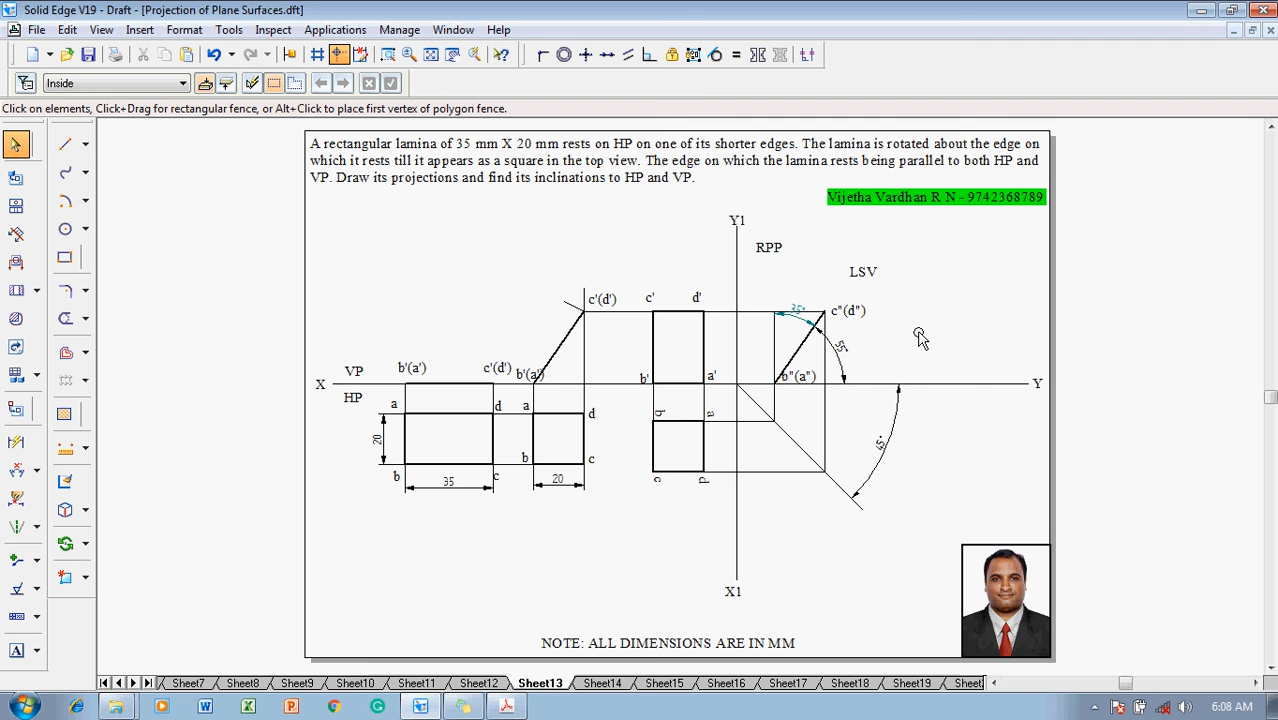 Solid Edge V19 - Draft - [Projection of Plane Surfaces.dft]
File Edit View Insert Format Tools Inspect Applications Manage Window Help
Inside
Click on elements, Click+Drag for rectangular fence, or Alt+Click to place first vertex of polygon fence.
A rectangular lamina of 35 mm X 20 mm rests on HP on one of its shorter edges. The lamina is rotated about the edge on
which it rests till it appears as a square in the top view. The edge on which the lamina rests being parallel to both HP and
VP. Draw its projections and find its inclinations to HP and VP.
Vijetha Vardhan R N - 9742368789
Y1
RPP
LSV
c'(d') c' d' 35° c"(d")
55
VP b'(a') c'(d') b'(a') b' a' b"(a")
X Y
HP
a d a d b a
20 45°
b c b c c d
35 20
X1
NOTE: ALL DIMENSIONS ARE IN MM
Sheet7 Sheet8 Sheet9 Sheet10 Sheet11 Sheet12 Sheet13 Sheet14 Sheet15 Sheet16 Sheet17 Sheet18 Sheet19 Sheet
6:08 AM